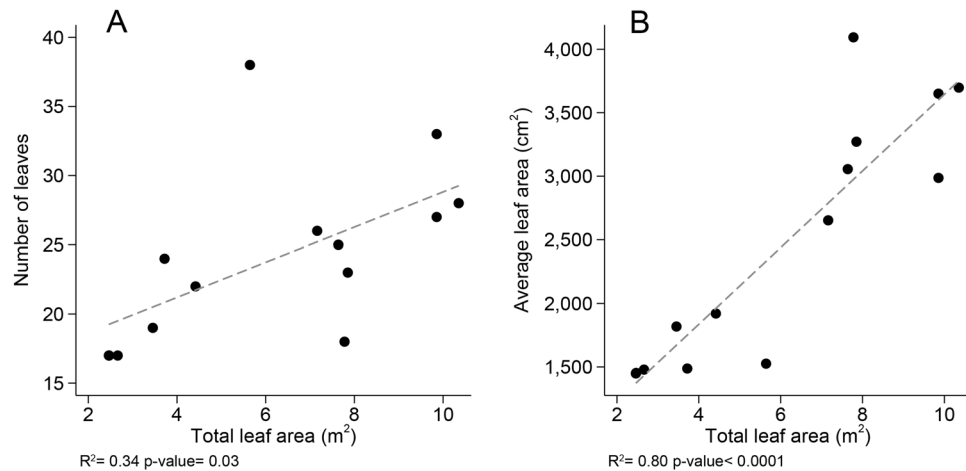 A
Number of leaves
40
35
30
25
20
15
2 4 6 8 10
Total leaf area (m²)
R²= 0.34 p-value= 0.03
B
Average leaf area (cm²)
4,000
3,500
3,000
2,500
2,000
1,500
2 4 6 8 10
Total leaf area (m²)
R²= 0.80 p-value< 0.0001